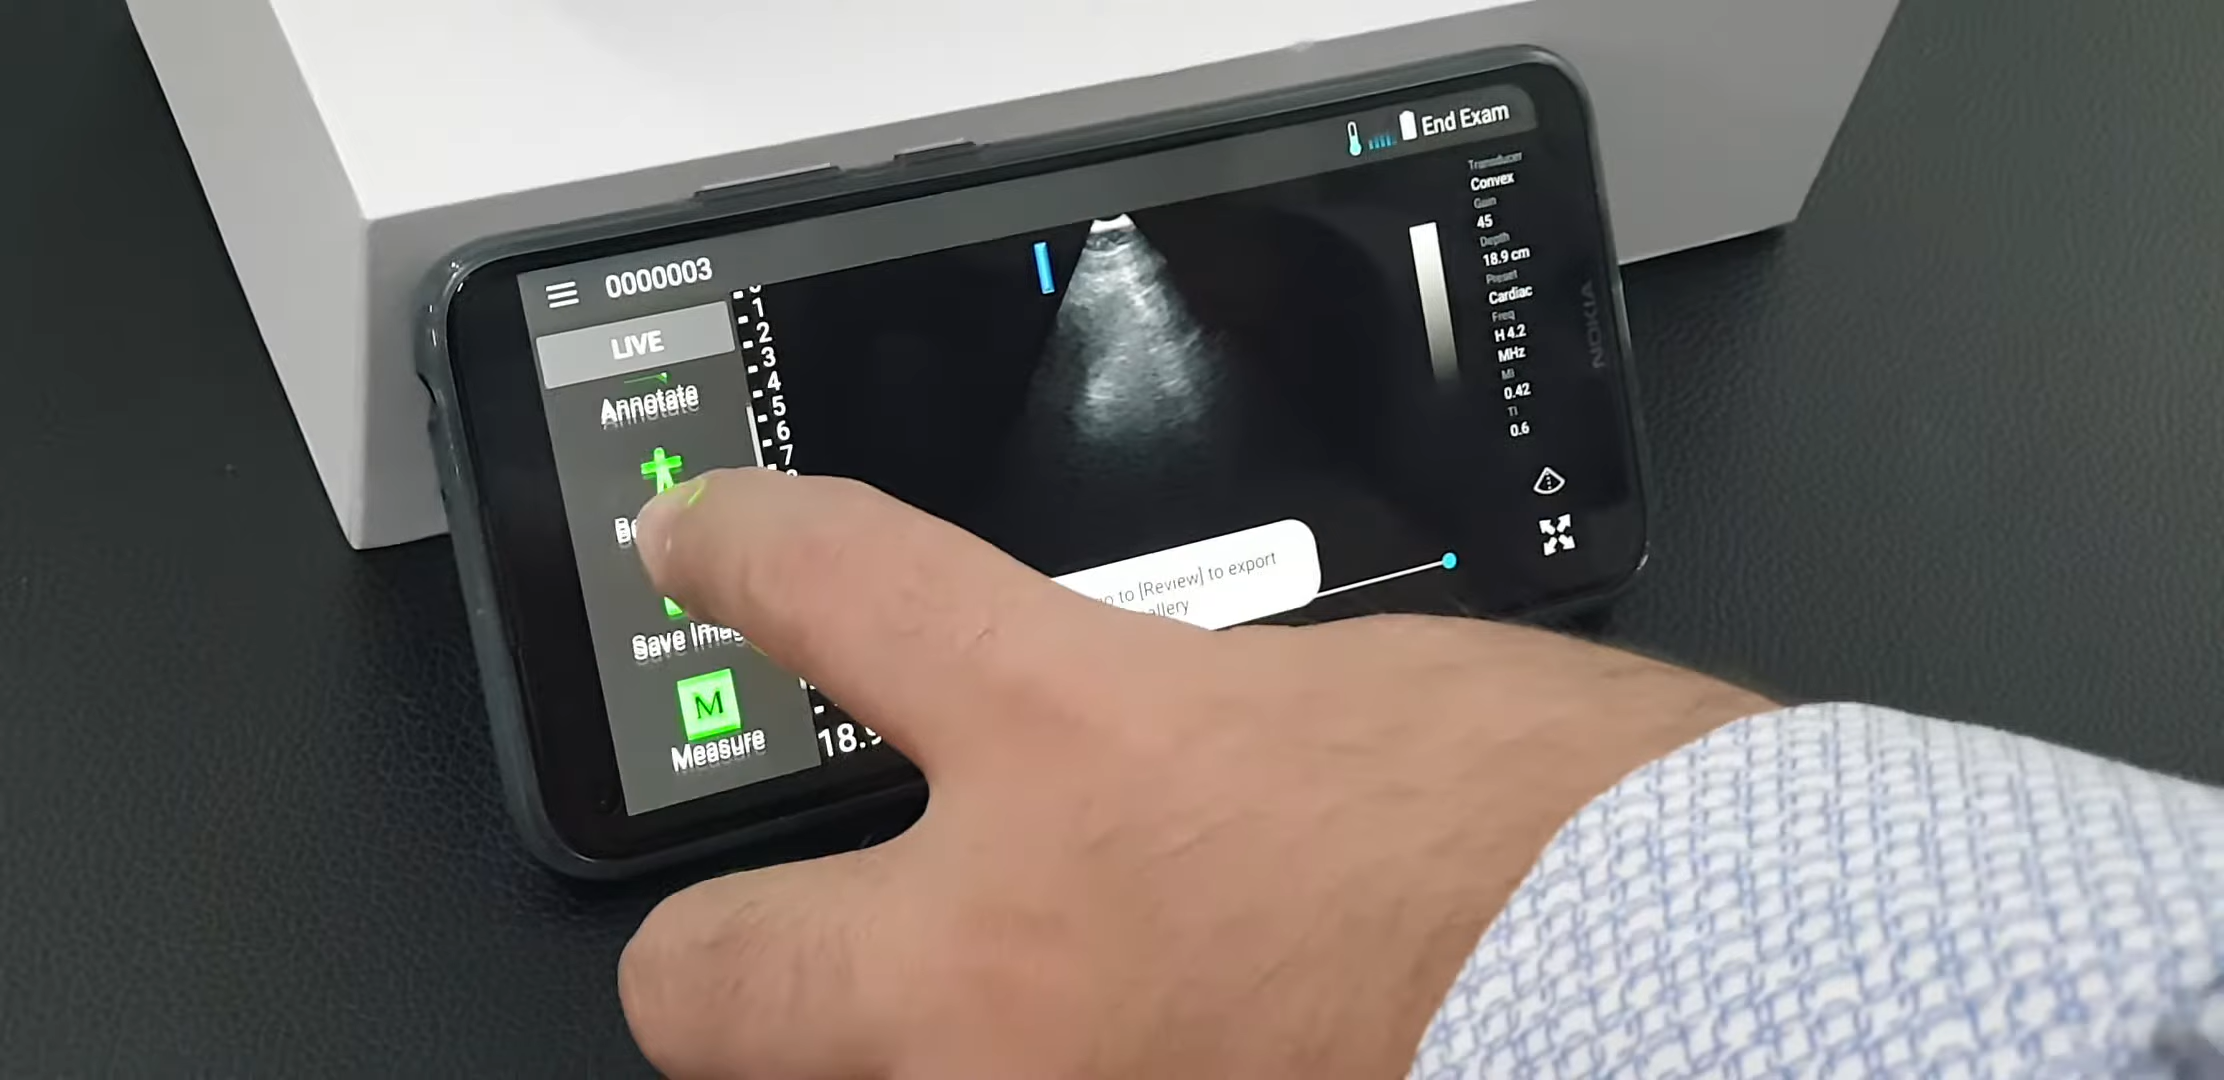 End Exam
0000003
LIVE
Annotate
Save
M
Measure
1
2
3
4
5
6
7
Transducer
Convex
Gain
45
Depth
18.9 cm
Preset
Cardiac
Freq
H 4.2
MHz
MI
0.42
TI
0.6
to [Review] to export
NOKIA